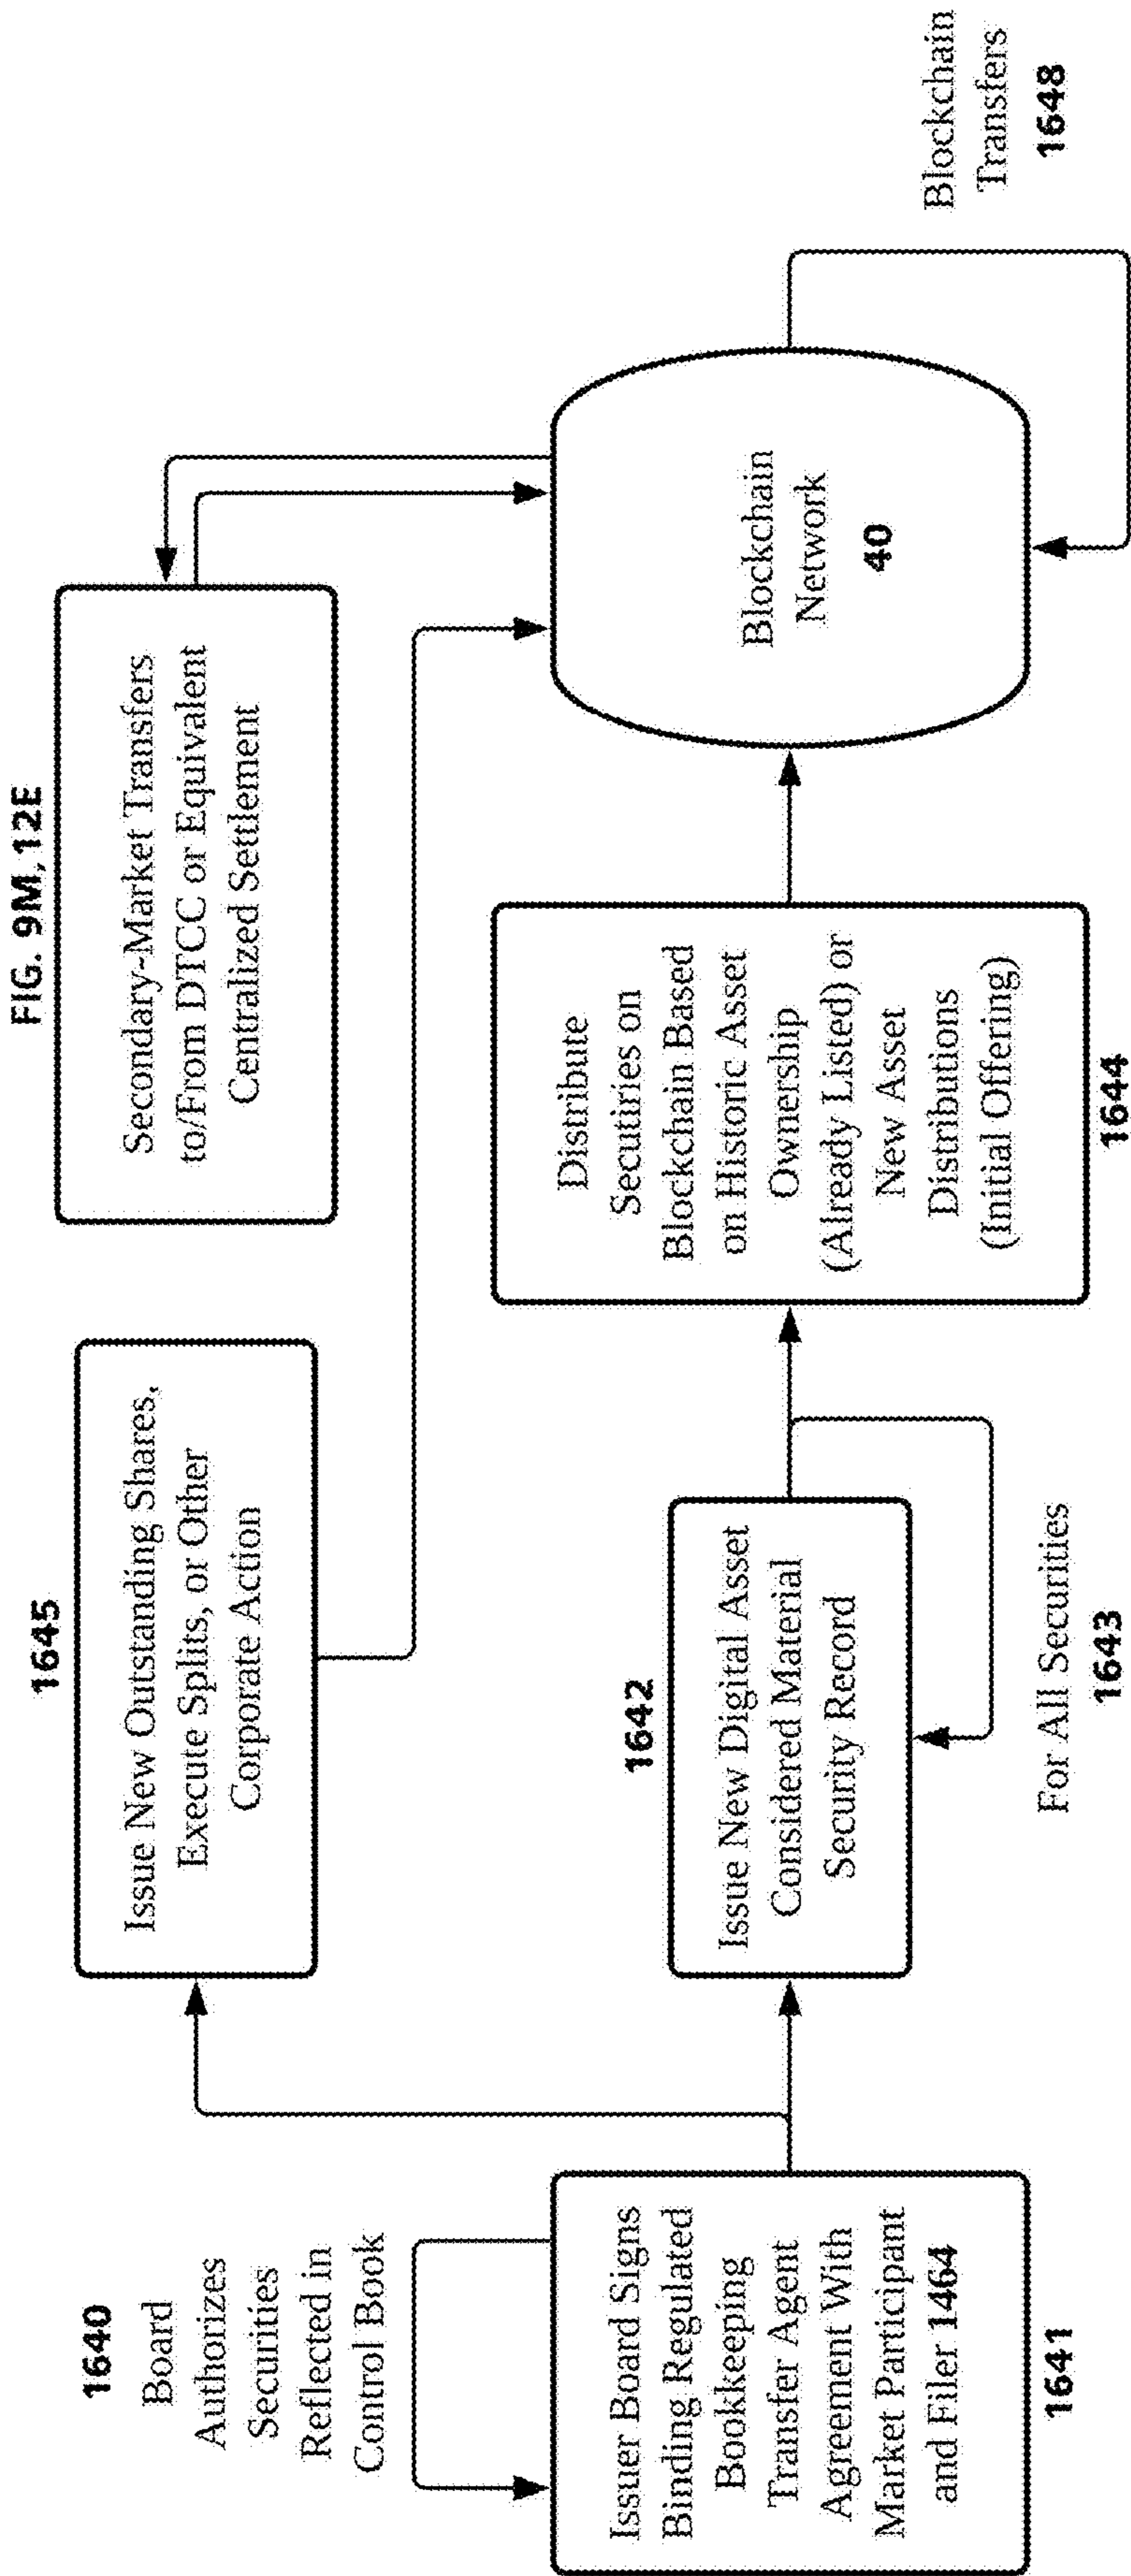 1640
Board
Authorizes
Securities
Reflected in
Control Book
Issuer Board Signs
Binding Regulated
Bookkeeping
Transfer Agent
Agreement With
Market Participant
and Filer 1464
1641
1645
Issue New Outstanding Shares,
Execute Splits, or Other
Corporate Action
1642
Issue New Digital Asset
Considered Material
Security Record
For All Securities
1643
FIG. 9M,12E
Secondary-Market Transfers
to/From DTCC or Equivalent
Centralized Settlement
Distribute
Secutiries on
Blockchain Based
on Historic Asset
Ownership
(Already Listed) or
New Asset
Distributions
(Initial Offering)
1644
Blockchain
Network
40
Blockchain
Transfers
1648